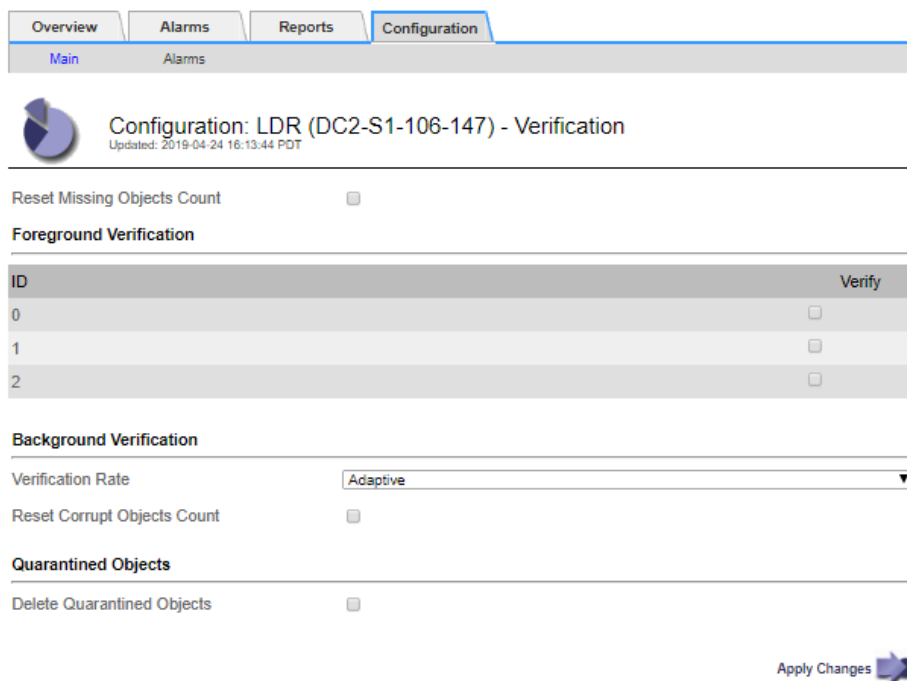 Overview Alarms Reports Configuration
Main Alarms
Configuration: LDR (DC2-S1-106-147) - Verification
Updated: 2019-04-24 16:13:44 PDT
Reset Missing Objects Count
Foreground Verification
ID Verify
0
1
2
Background Verification
Verification Rate Adaptive
Reset Corrupt Objects Count
Quarantined Objects
Delete Quarantined Objects
Apply Changes